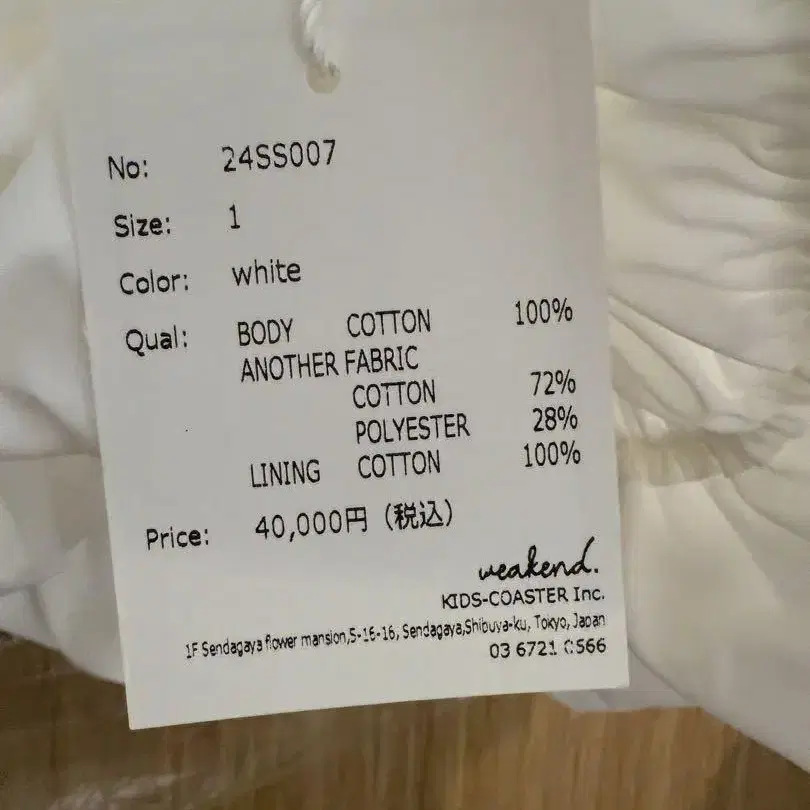 No: 24SS007
Size: 1
Color: white
Qual: BODY COTTON 100%
ANOTHER FABRIC
COTTON 72%
POLYESTER 28%
LINING COTTON 100%
Price: 40,000円（税込）
weakend.
KIDS-COASTER Inc.
1F Sendagaya flower mansion,5-16-16, Sendagaya,Shibuya-ku, Tokyo, Japan
03 6721 0566